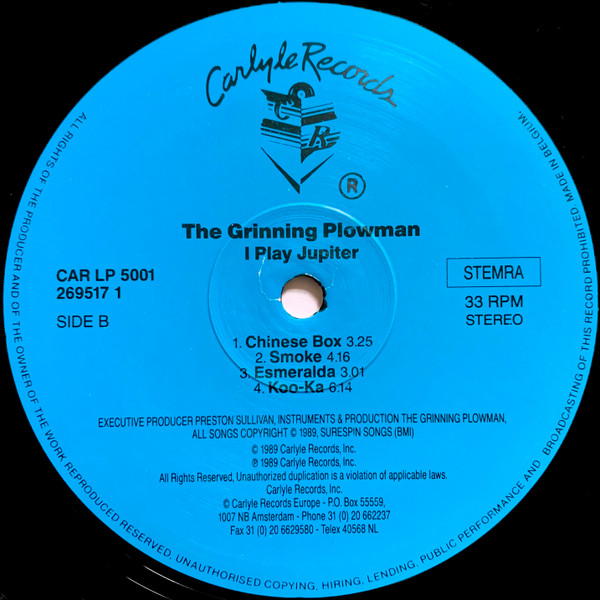 Carlyle Records
C
R
®
The Grinning Plowman
I Play Jupiter
CAR LP 5001
269517 1
SIDE B
STEMRA
33 RPM
STEREO
1. Chinese Box 3.25
2. Smoke 4.16
3. Esmeralda 3.01
4. Koo-Ka 6.14
EXECUTIVE PRODUCER PRESTON SULLIVAN, INSTRUMENTS & PRODUCTION THE GRINNING PLOWMAN,
ALL SONGS COPYRIGHT © 1989, SURESPIN SONGS (BMI)
© 1989 Carlyle Records, Inc.
℗ 1989 Carlyle Records, Inc.
All Rights Reserved, Unauthorized duplication is a violation of applicable laws.
Carlyle Records, Inc.
© Carlyle Records Europe - P.O. Box 55559,
1007 NB Amsterdam - Phone 31 (0) 20 662237
Fax 31 (0) 20 6629580 - Telex 40568 NL
ALL RIGHTS OF THE PRODUCER AND OF THE OWNER OF THE WORK REPRODUCED RESERVED, UNAUTHORISED COPYING, HIRING, LENDING, PUBLIC PERFORMANCE AND BROADCASTING OF THIS RECORD PROHIBITED MADE IN BELGIUM.